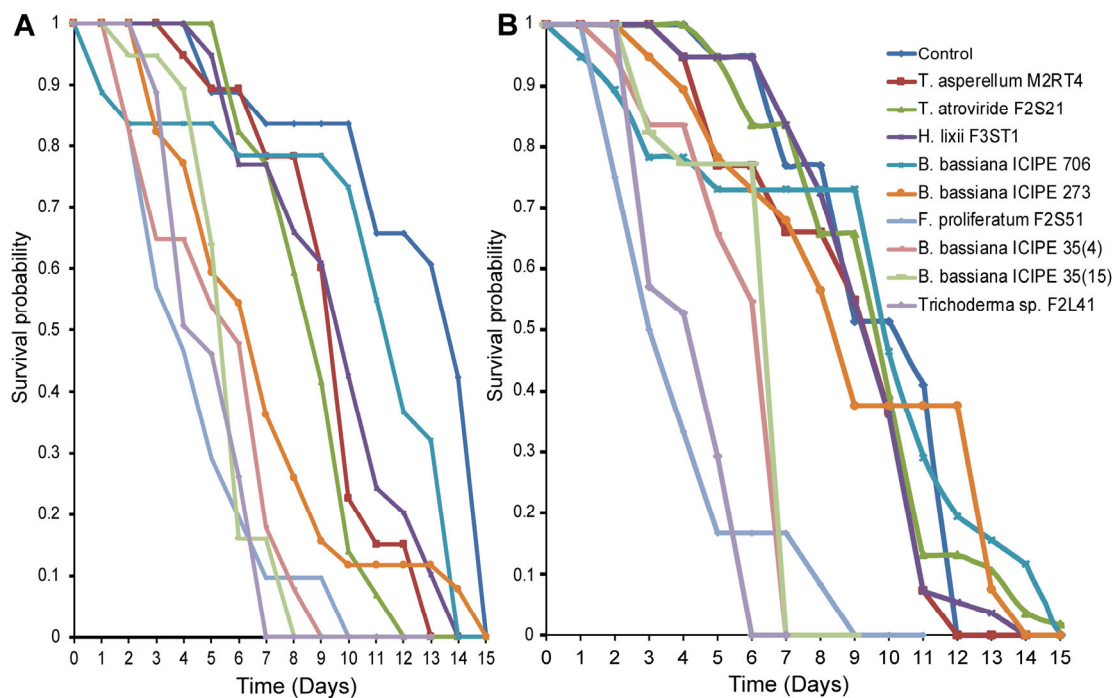 A
Survival probability
1
0.9
0.8
0.7
0.6
0.5
0.4
0.3
0.2
0.1
0
0 1 2 3 4 5 6 7 8 9 10 11 12 13 14 15
Time (Days)
B
Survival probability
1
0.9
0.8
0.7
0.6
0.5
0.4
0.3
0.2
0.1
0
0 1 2 3 4 5 6 7 8 9 10 11 12 13 14 15
Time (Days)
Control
T. asperellum M2RT4
T. atroviride F2S21
H. lixii F3ST1
B. bassiana ICIPE 706
B. bassiana ICIPE 273
F. proliferatum F2S51
B. bassiana ICIPE 35(4)
B. bassiana ICIPE 35(15)
Trichoderma sp. F2L41